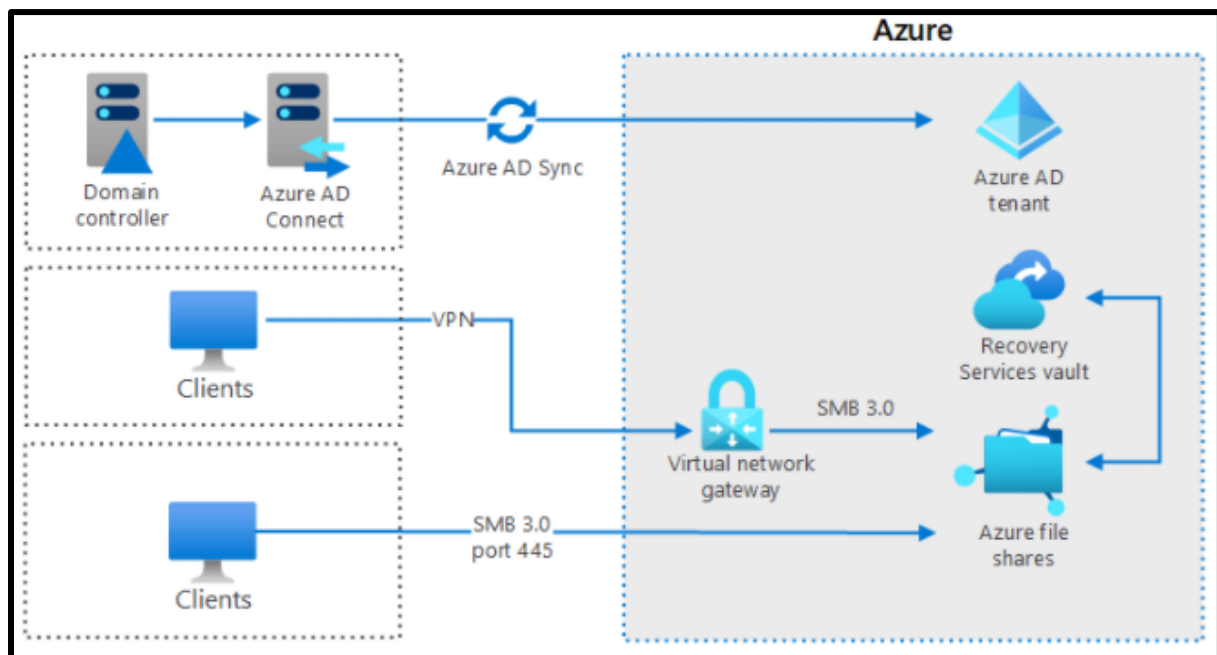 Azure
Domain
controller
Azure AD
Connect
Azure AD Sync
Azure AD
tenant
Clients
VPN
Recovery
Services vault
Virtual network
gateway
SMB 3.0
Azure file
shares
Clients
SMB 3.0
port 445